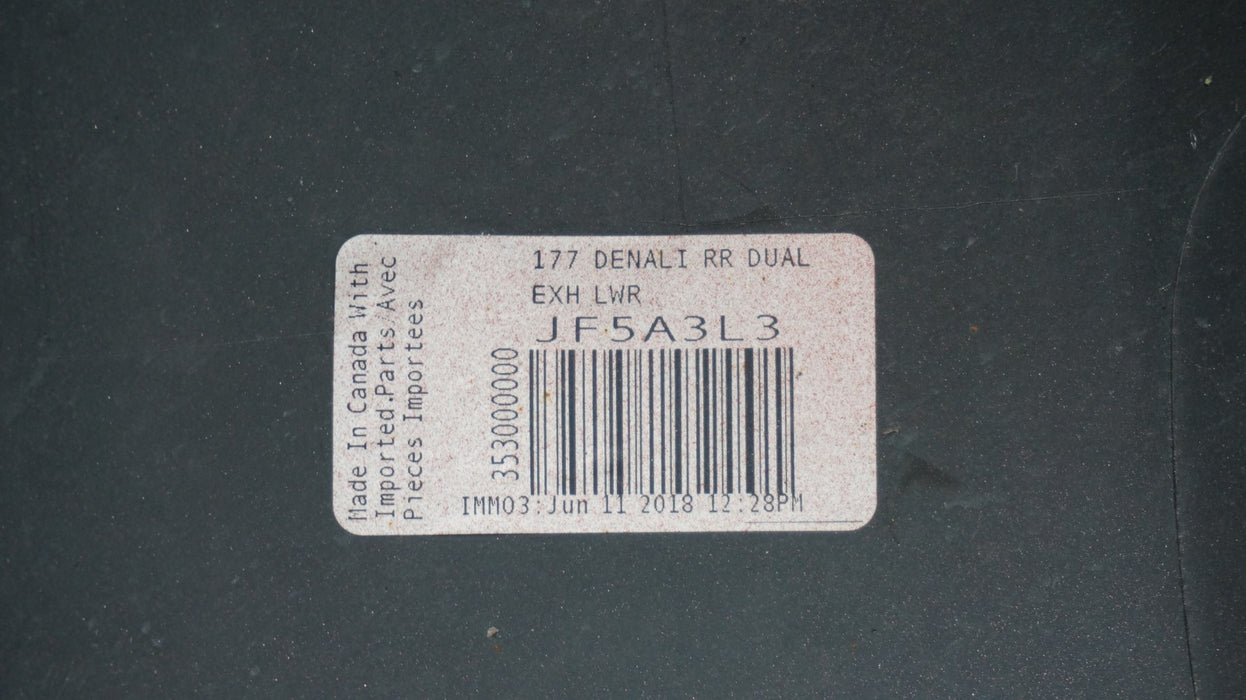 177 DENALI RR DUAL
EXH LWR
JF5A3L3
353000000
IMM03:Jun 11 2018 12:28PM
Made In Canada With
Imported.Parts/Avec
Pieces Importees